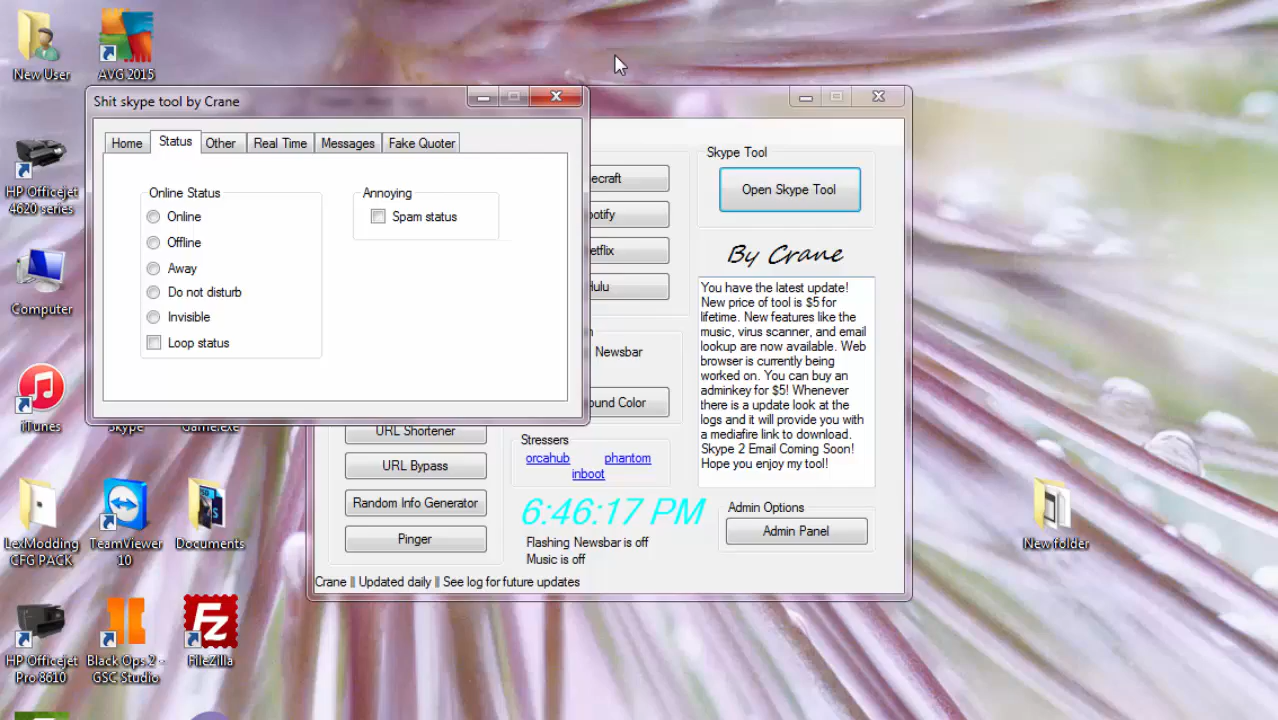 New User
AVG 2015
HP Officejet
4620 series
Computer
iTunes
Skype
Game.exe
LexModding
CFG PACK
TeamViewer
10
Documents
HP Officejet
Pro 8610
Black Ops 2 -
GSC Studio
FileZilla
New folder
Shit skype tool by Crane
Home
Status
Other
Real Time
Messages
Fake Quoter
Online Status
Online
Offline
Away
Do not disturb
Invisible
Loop status
Annoying
Spam status
ecraft
potify
etflix
Hulu
Newsbar
ound Color
URL Shortener
URL Bypass
Random Info Generator
Pinger
Stressers
orcahub
phantom
inboot
6:46:17 PM
Flashing Newsbar is off
Music is off
Skype Tool
Open Skype Tool
By Crane
You have the latest update!
New price of tool is $5 for
lifetime. New features like the
music, virus scanner, and email
lookup are now available. Web
browser is currently being
worked on. You can buy an
adminkey for $5! Whenever
there is a update look at the
logs and it will provide you with
a mediafire link to download.
Skype 2 Email Coming Soon!
Hope you enjoy my tool!
Admin Options
Admin Panel
Crane || Updated daily || See log for future updates